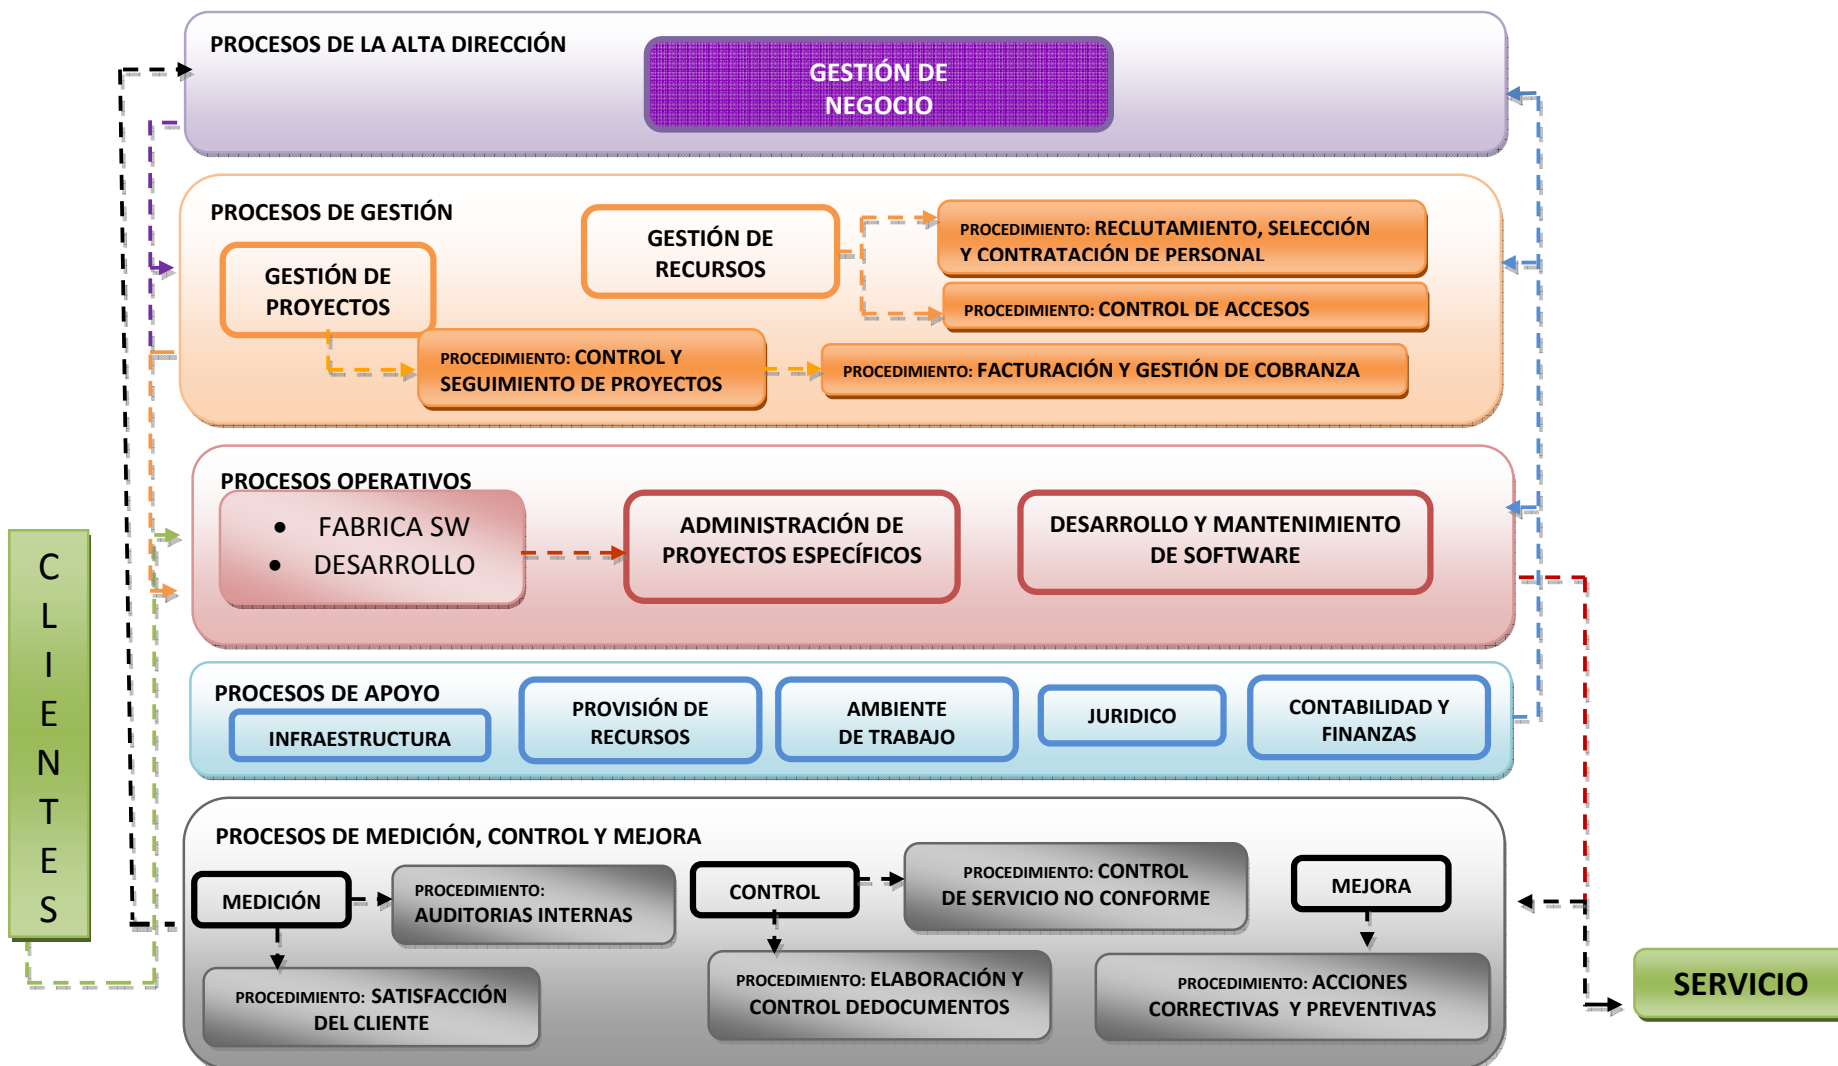 PROCESOS DE LA ALTA DIRECCIÓN
GESTIÓN DE
NEGOCIO
PROCESOS DE GESTIÓN
GESTIÓN DE
PROYECTOS
GESTIÓN DE
RECURSOS
PROCEDIMIENTO: RECLUTAMIENTO, SELECCIÓN
Y CONTRATACIÓN DE PERSONAL
PROCEDIMIENTO: CONTROL DE ACCESOS
PROCEDIMIENTO: CONTROL Y
SEGUIMIENTO DE PROYECTOS
PROCEDIMIENTO: FACTURACIÓN Y GESTIÓN DE COBRANZA
PROCESOS OPERATIVOS
• FABRICA SW
• DESARROLLO
ADMINISTRACIÓN DE
PROYECTOS ESPECÍFICOS
DESARROLLO Y MANTENIMIENTO
DE SOFTWARE
C
L
I
E
N
T
E
S
PROCESOS DE APOYO
INFRAESTRUCTURA
PROVISIÓN DE
RECURSOS
AMBIENTE
DE TRABAJO
JURIDICO
CONTABILIDAD Y
FINANZAS
PROCESOS DE MEDICIÓN, CONTROL Y MEJORA
MEDICIÓN
PROCEDIMIENTO:
AUDITORIAS INTERNAS
CONTROL
PROCEDIMIENTO: CONTROL
DE SERVICIO NO CONFORME
MEJORA
PROCEDIMIENTO: SATISFACCIÓN
DEL CLIENTE
PROCEDIMIENTO: ELABORACIÓN Y
CONTROL DEDOCUMENTOS
PROCEDIMIENTO: ACCIONES
CORRECTIVAS Y PREVENTIVAS
SERVICIO